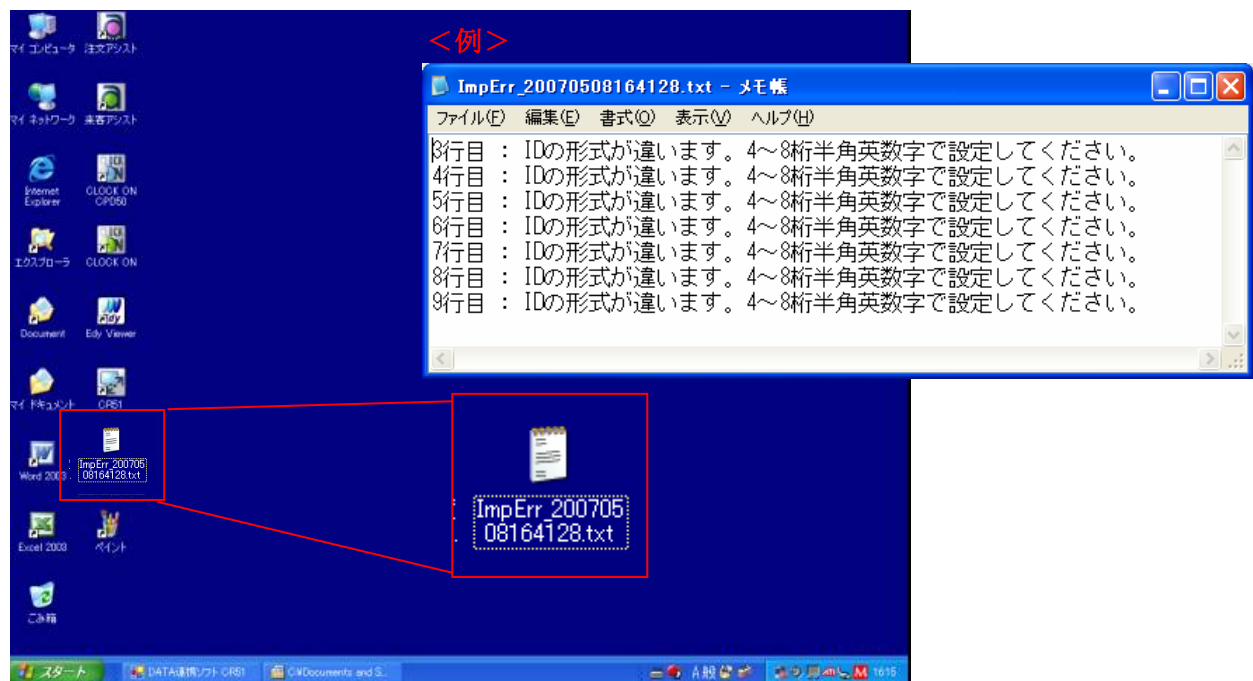 マイ コンピュータ
注文アシスト
マイ ネットワーク
来客アシスト
Internet Explorer
CLOCK ON CPD50
エクスプローラ
CLOCK ON
Document
Edy Viewer
マイ ドキュメント
CR51
Word 2003
ImpErr_200705
08164128.txt
Excel 2003
ペイント
ごみ箱
<例>
ImpErr_20070508164128.txt - メモ帳
ファイル(F) 編集(E) 書式(O) 表示(V) ヘルプ(H)
3行目 : IDの形式が違います。4~8桁半角英数字で設定してください。
4行目 : IDの形式が違います。4~8桁半角英数字で設定してください。
5行目 : IDの形式が違います。4~8桁半角英数字で設定してください。
6行目 : IDの形式が違います。4~8桁半角英数字で設定してください。
7行目 : IDの形式が違います。4~8桁半角英数字で設定してください。
8行目 : IDの形式が違います。4~8桁半角英数字で設定してください。
9行目 : IDの形式が違います。4~8桁半角英数字で設定してください。
ImpErr_200705
08164128.txt
スタート
DATA連携ソフト CR51
C:¥Documents and S...
A 般
16:15